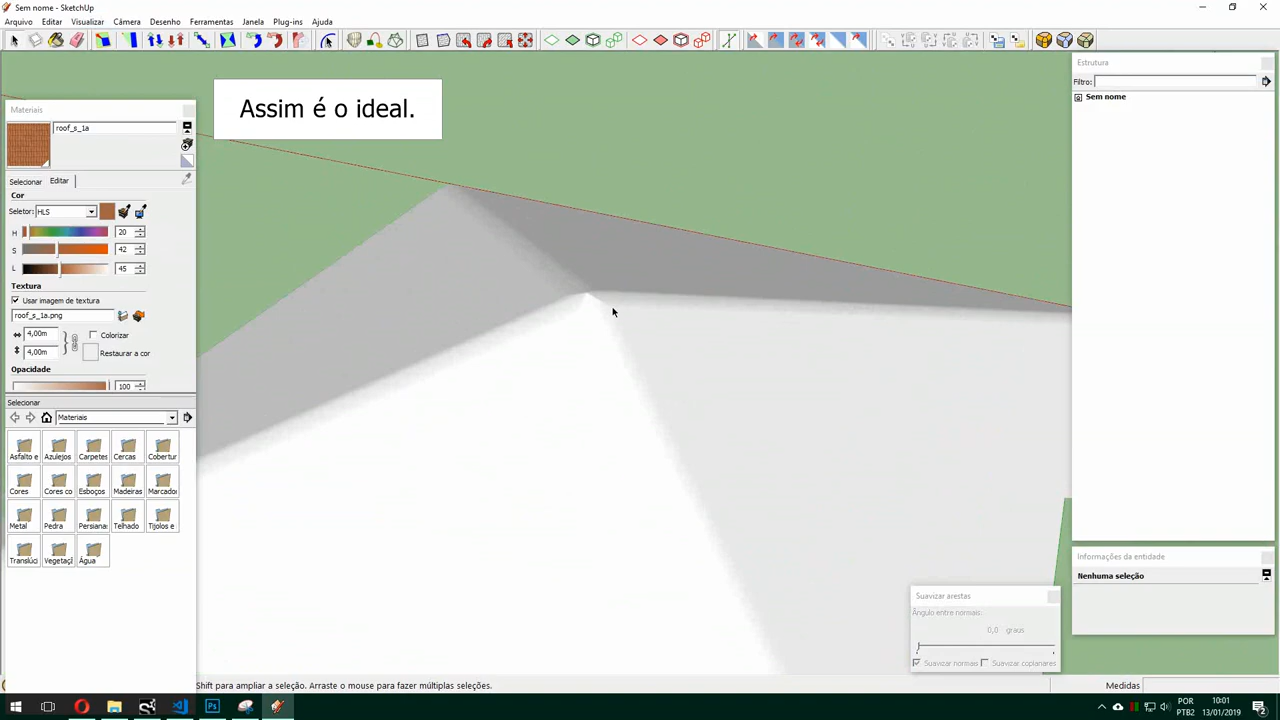 Sem nome - SketchUp
Arquivo Editar Visualizar Câmera Desenho Ferramentas Janela Plug-ins Ajuda
Assim é o ideal.
Materiais
roof_s_1a
Selecionar Editar
Cor
Seletor: HLS
H 20
S 42
L 45
Textura
Usar imagem de textura
roof_s_1a.png
4,00m Colorizar
4,00m Restaurar a cor
Opacidade
100
Selecionar
Materiais
Asfalto e Azulejos Carpetes Cercas Cobertur
Cores Cores co Esboços Madeiras Marcador
Metal Pedra Persianas Telhado Tijolos e
Translúci Vegetaçã Água
Estrutura
Filtro:
Sem nome
Informações da entidade
Nenhuma seleção
Suavizar arestas
Ângulo entre normais:
0,0 graus
Suavizar normais Suavizar coplanares
Shift para ampliar a seleção. Arraste o mouse para fazer múltiplas seleções.
Medidas
POR
PTB2
10:01
13/01/2019
2